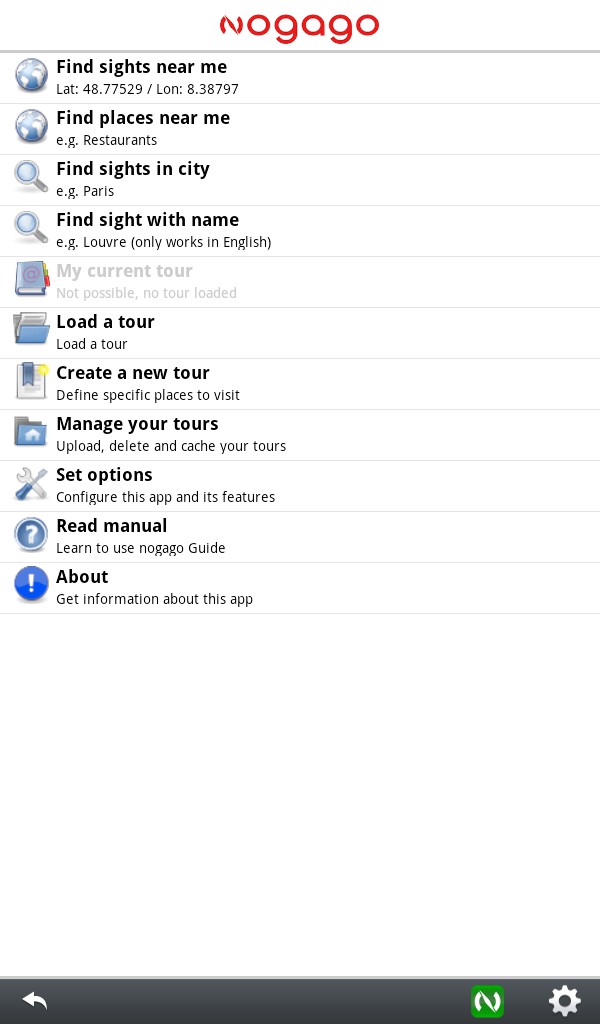 nogago
Find sights near me
Lat: 48.77529 / Lon: 8.38797
Find places near me
e.g. Restaurants
Find sights in city
e.g. Paris
Find sight with name
e.g. Louvre (only works in English)
My current tour
Not possible, no tour loaded
Load a tour
Load a tour
Create a new tour
Define specific places to visit
Manage your tours
Upload, delete and cache your tours
Set options
Configure this app and its features
Read manual
Learn to use nogago Guide
About
Get information about this app